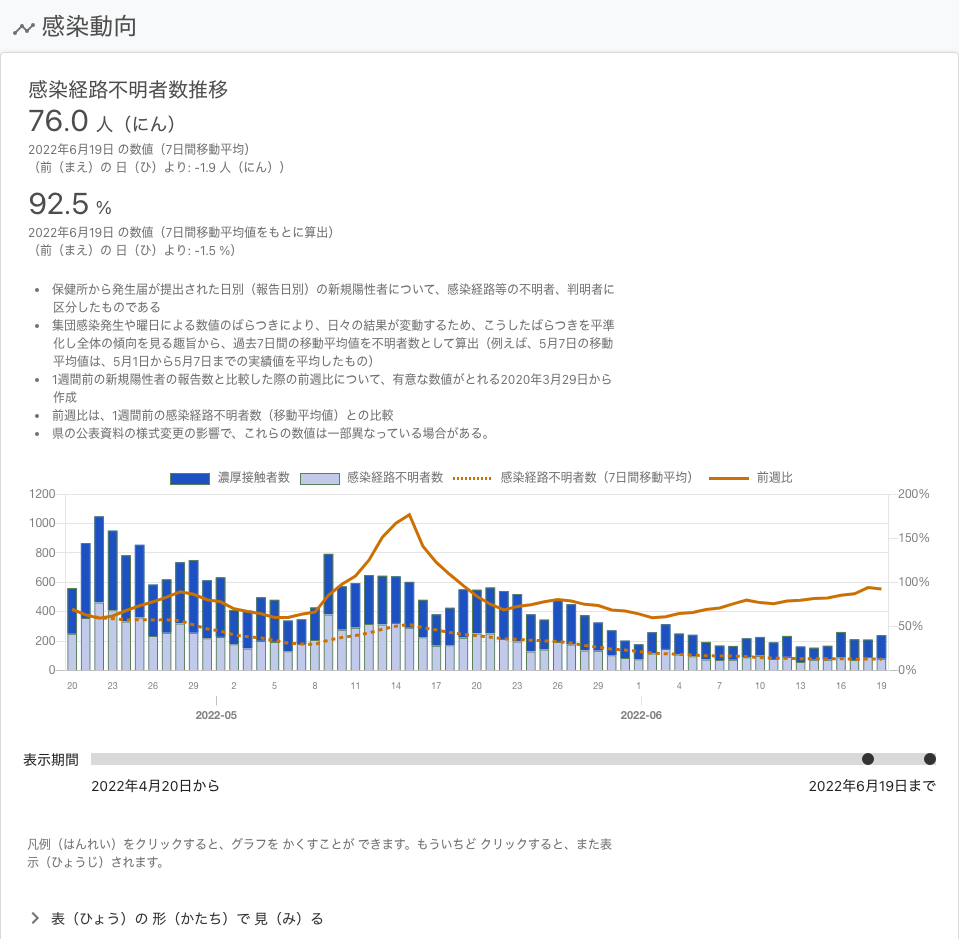 感染動向
感染経路不明者数推移
76.0 人（にん）
2022年6月19日 の数値（7日間移動平均）
（前（まえ）の 日（ひ）より: -1.9 人（にん））
92.5 %
2022年6月19日 の数値（7日間移動平均値をもとに算出）
（前（まえ）の 日（ひ）より: -1.5 %）
• 保健所から発生届が提出された日別（報告日別）の新規陽性者について、感染経路等の不明者、判明者に
区分したものである
• 集団感染発生や曜日による数値のばらつきにより、日々の結果が変動するため、こうしたばらつきを平準
化し全体の傾向を見る趣旨から、過去7日間の移動平均値を不明者数として算出（例えば、5月7日の移動
平均値は、5月1日から5月7日までの実績値を平均したもの）
• 1週間前の新規陽性者の報告数と比較した際の前週比について、有意な数値がとれる2020年3月29日から
作成
• 前週比は、1週間前の感染経路不明者数（移動平均値）との比較
• 県の公表資料の様式変更の影響で、これらの数値は一部異なっている場合がある。
濃厚接触者数 感染経路不明者数 感染経路不明者数（7日間移動平均） 前週比
1200 200%
1000 150%
800
600 100%
400 50%
200
0 0%
20 23 26 29 2 5 8 11 14 17 20 23 26 29 1 4 7 10 13 16 19
2022-05 2022-06
表示期間
2022年4月20日から 2022年6月19日まで
凡例（はんれい）をクリックすると、グラフを かくすことが できます。もういちど クリックすると、また表
示（ひょうじ）されます。
表（ひょう）の 形（かたち）で 見（み）る